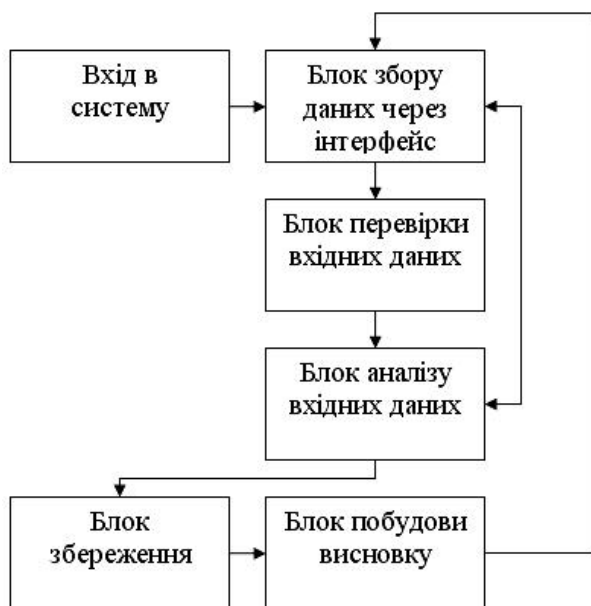 Вхід в
систему
Блок збору
даних через
інтерфейс
Блок перевірки
вхідних даних
Блок аналізу
вхідних даних
Блок
збереження
Блок побудови
висновку